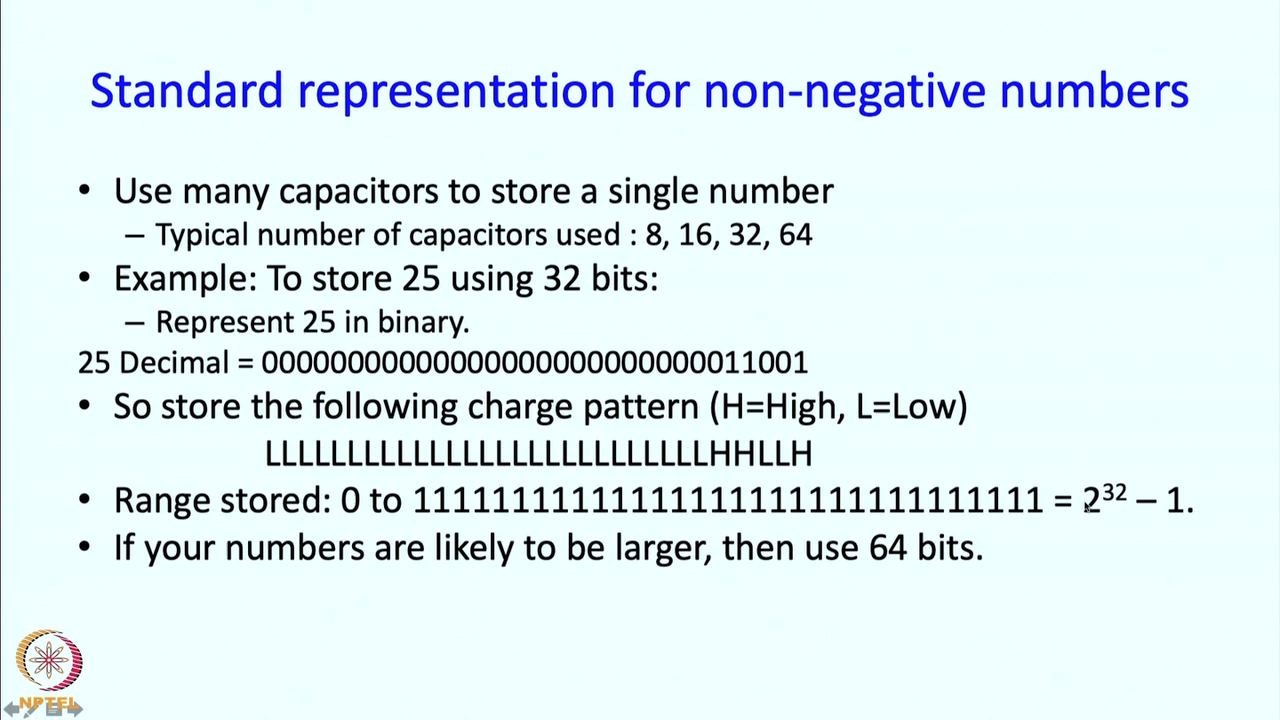 Standard representation for non-negative numbers
• Use many capacitors to store a single number
– Typical number of capacitors used : 8, 16, 32, 64
• Example: To store 25 using 32 bits:
– Represent 25 in binary.
25 Decimal = 00000000000000000000000000011001
• So store the following charge pattern (H=High, L=Low)
LLLLLLLLLLLLLLLLLLLLLLLLLLLHHLLH
• Range stored: 0 to 11111111111111111111111111111111 = 2³² – 1.
• If your numbers are likely to be larger, then use 64 bits.
NPTEL